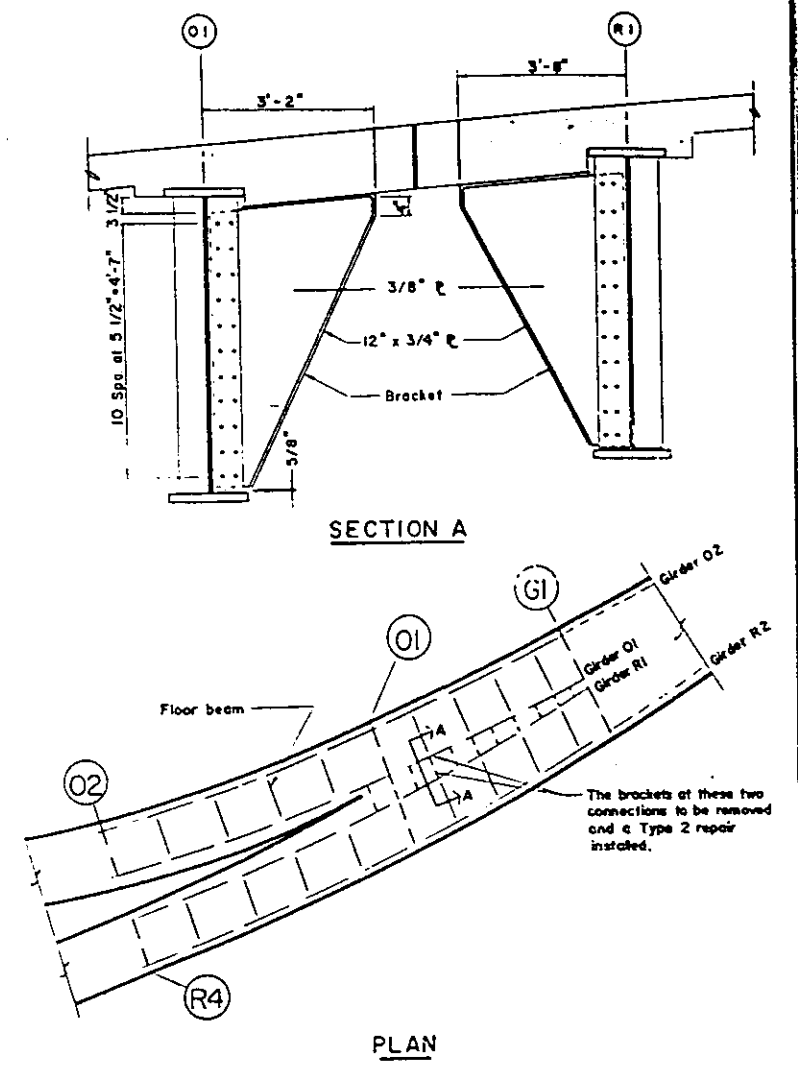 O1
R1
3'-2"
3'-8"
3 1/2"
10 Spa at 5 1/2"=4'-7"
3/8" ℄
12" x 3/4" ℄
Bracket
5/8"
SECTION A
O2
O1
G1
Girder O2
Girder O1
Girder R1
Girder R2
Floor beam
A
A
The brackets at these two
connections to be removed
and a Type 2 repair
installed.
R4
PLAN